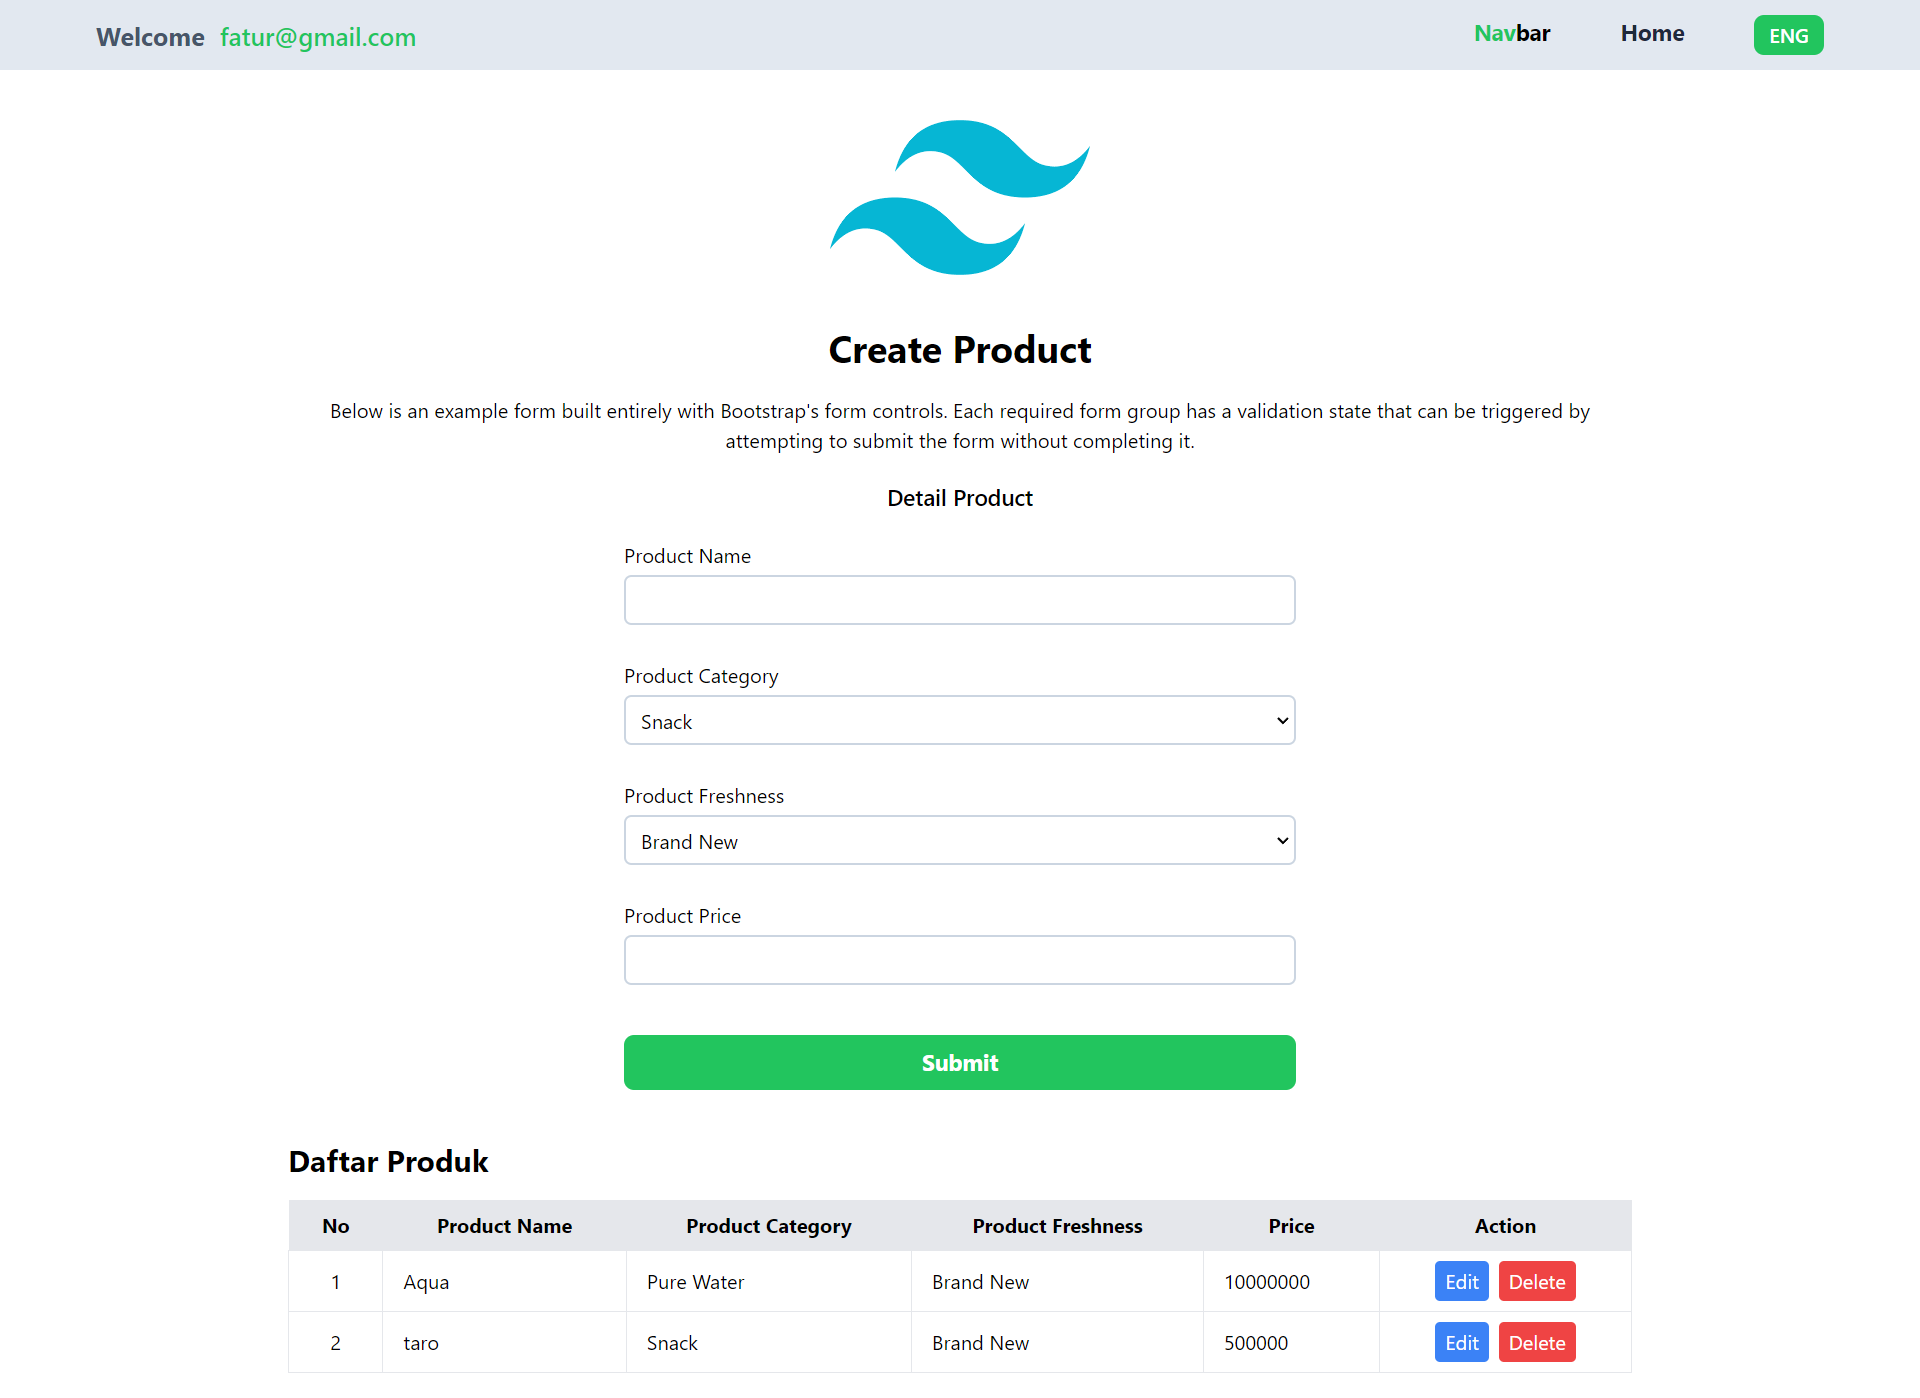 Welcome fatur@gmail.com
Navbar Home ENG
Create Product
Below is an example form built entirely with Bootstrap's form controls. Each required form group has a validation state that can be triggered by
attempting to submit the form without completing it.
Detail Product
Product Name
Product Category
Snack
Product Freshness
Brand New
Product Price
Submit
Daftar Produk
No Product Name Product Category Product Freshness Price Action
1 Aqua Pure Water Brand New 10000000 Edit Delete
2 taro Snack Brand New 500000 Edit Delete